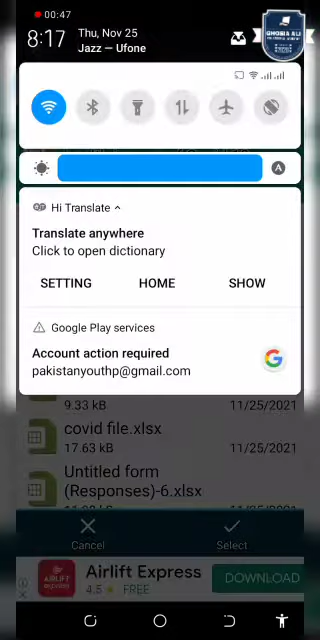 00:47
8:17
Thu, Nov 25
Jazz — Ufone
GHOSIA ALI
A
Hi Translate
Translate anywhere
Click to open dictionary
SETTING HOME SHOW
Google Play services
Account action required
pakistanyouthp@gmail.com
9.33 kB 11/25/2021
covid file.xlsx
17.63 kB 11/25/2021
Untitled form
(Responses)-6.xlsx
Cancel Select
Airlift Express
4.5 ★ FREE
DOWNLOAD